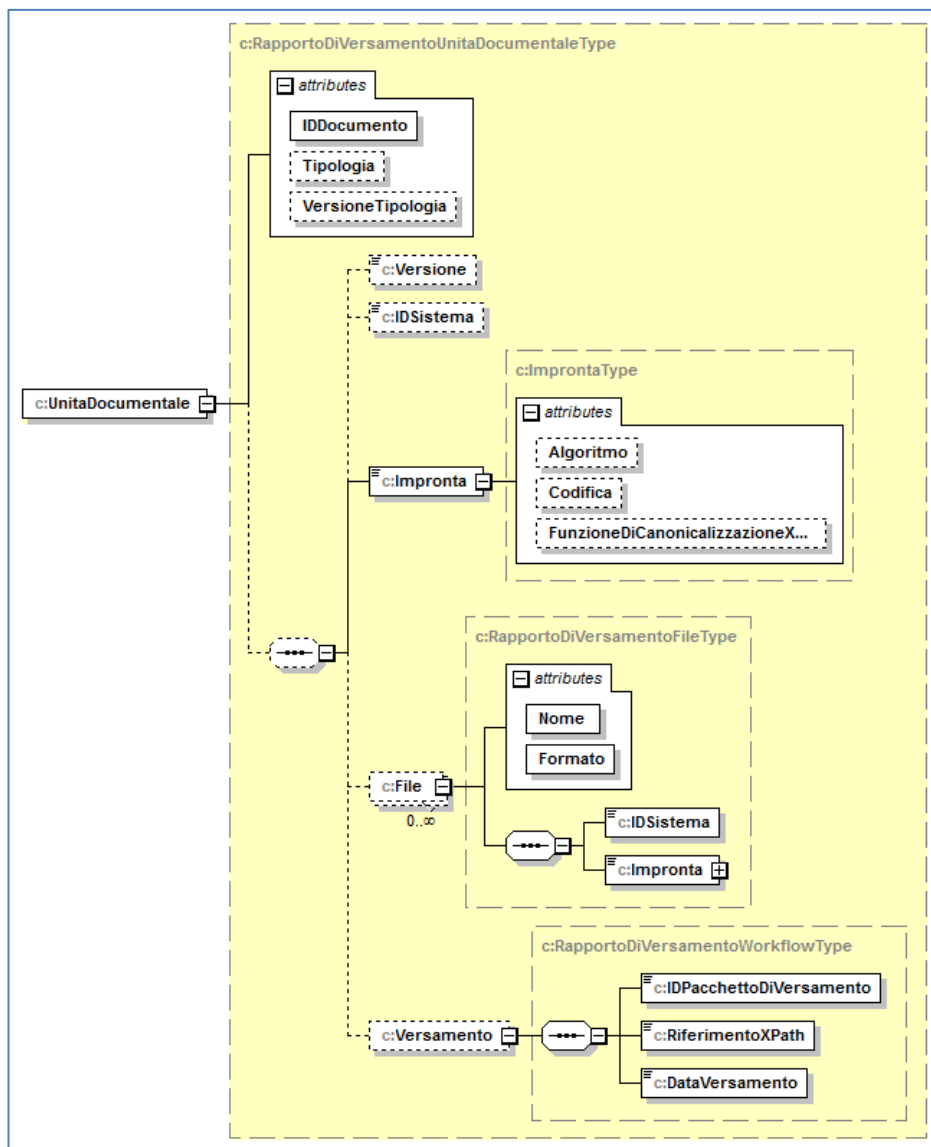 c:RapportoDiVersamentoUnitaDocumentaleType
attributes
IDDocumento
Tipologia
VersioneTipologia
c:Versione
c:IDSistema
c:UnitaDocumentale
c:ImprontaType
attributes
Algoritmo
Codifica
FunzioneDiCanonicalizzazioneX...
c:Impronta
c:RapportoDiVersamentoFileType
attributes
Nome
Formato
c:File
0..∞
c:IDSistema
c:Impronta
c:RapportoDiVersamentoWorkflowType
c:IDPacchettoDiVersamento
c:Versamento
c:RiferimentoXPath
c:DataVersamento